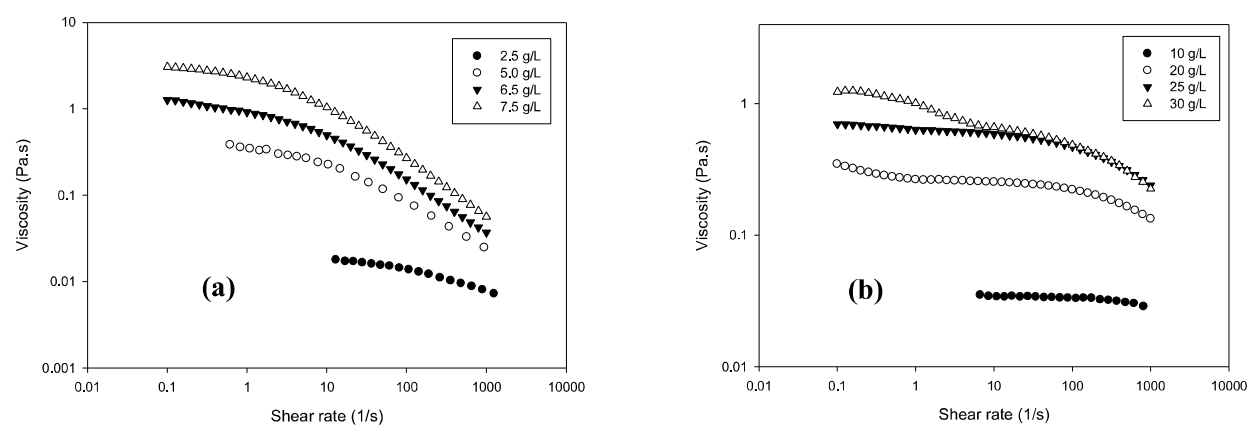 10
1
0.1
0.01
0.001
Viscosity (Pa.s)
0.01 0.1 1 10 100 1000 10000
Shear rate (1/s)
2.5 g/L
5.0 g/L
6.5 g/L
7.5 g/L
(a)
1
0.1
0.01
Viscosity (Pa.s)
0.01 0.1 1 10 100 1000 10000
Shear rate (1/s)
10 g/L
20 g/L
25 g/L
30 g/L
(b)